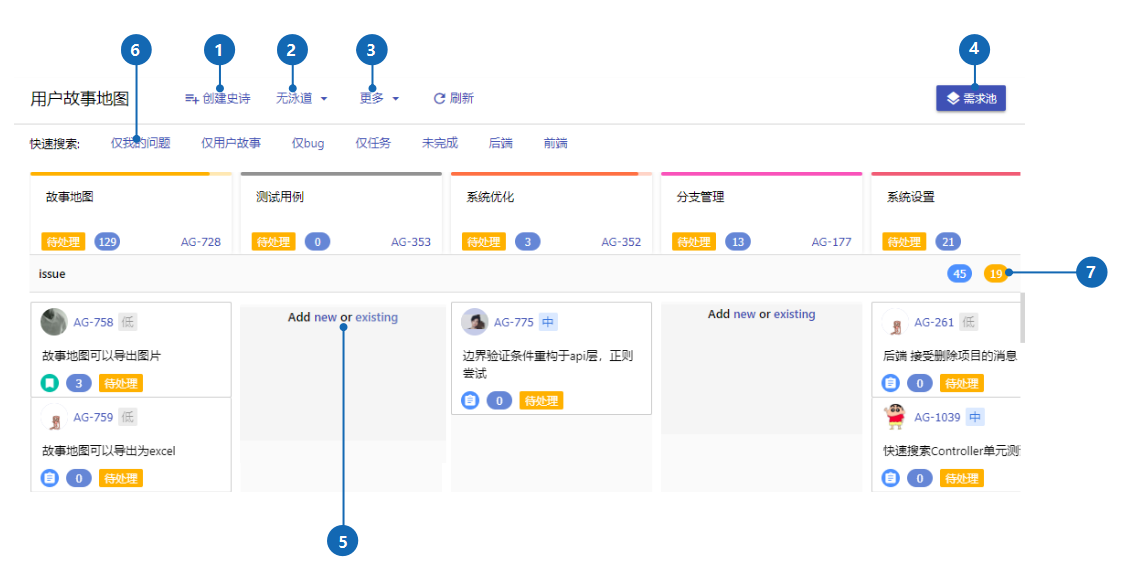 6 1 2 3 4
用户故事地图 创建史诗 无泳道 更多 刷新 需求池
快速搜索: 仅我的问题 仅用户故事 仅bug 仅任务 未完成 后端 前端
故事地图 测试用例 系统优化 分支管理 系统设置
待处理 129 AG-728 待处理 0 AG-353 待处理 3 AG-352 待处理 13 AG-177 待处理 21
issue 45 19 7
AG-758 低
故事地图可以导出图片
3 待处理
AG-759 低
故事地图可以导出为excel
0 待处理
Add new or existing
AG-775 中
边界验证条件重构于api层，正则
尝试
0 待处理
Add new or existing
AG-261 低
后端 接受删除项目的消息
0 待处理
AG-1039 中
快速搜索Controller单元测
0 待处理
5